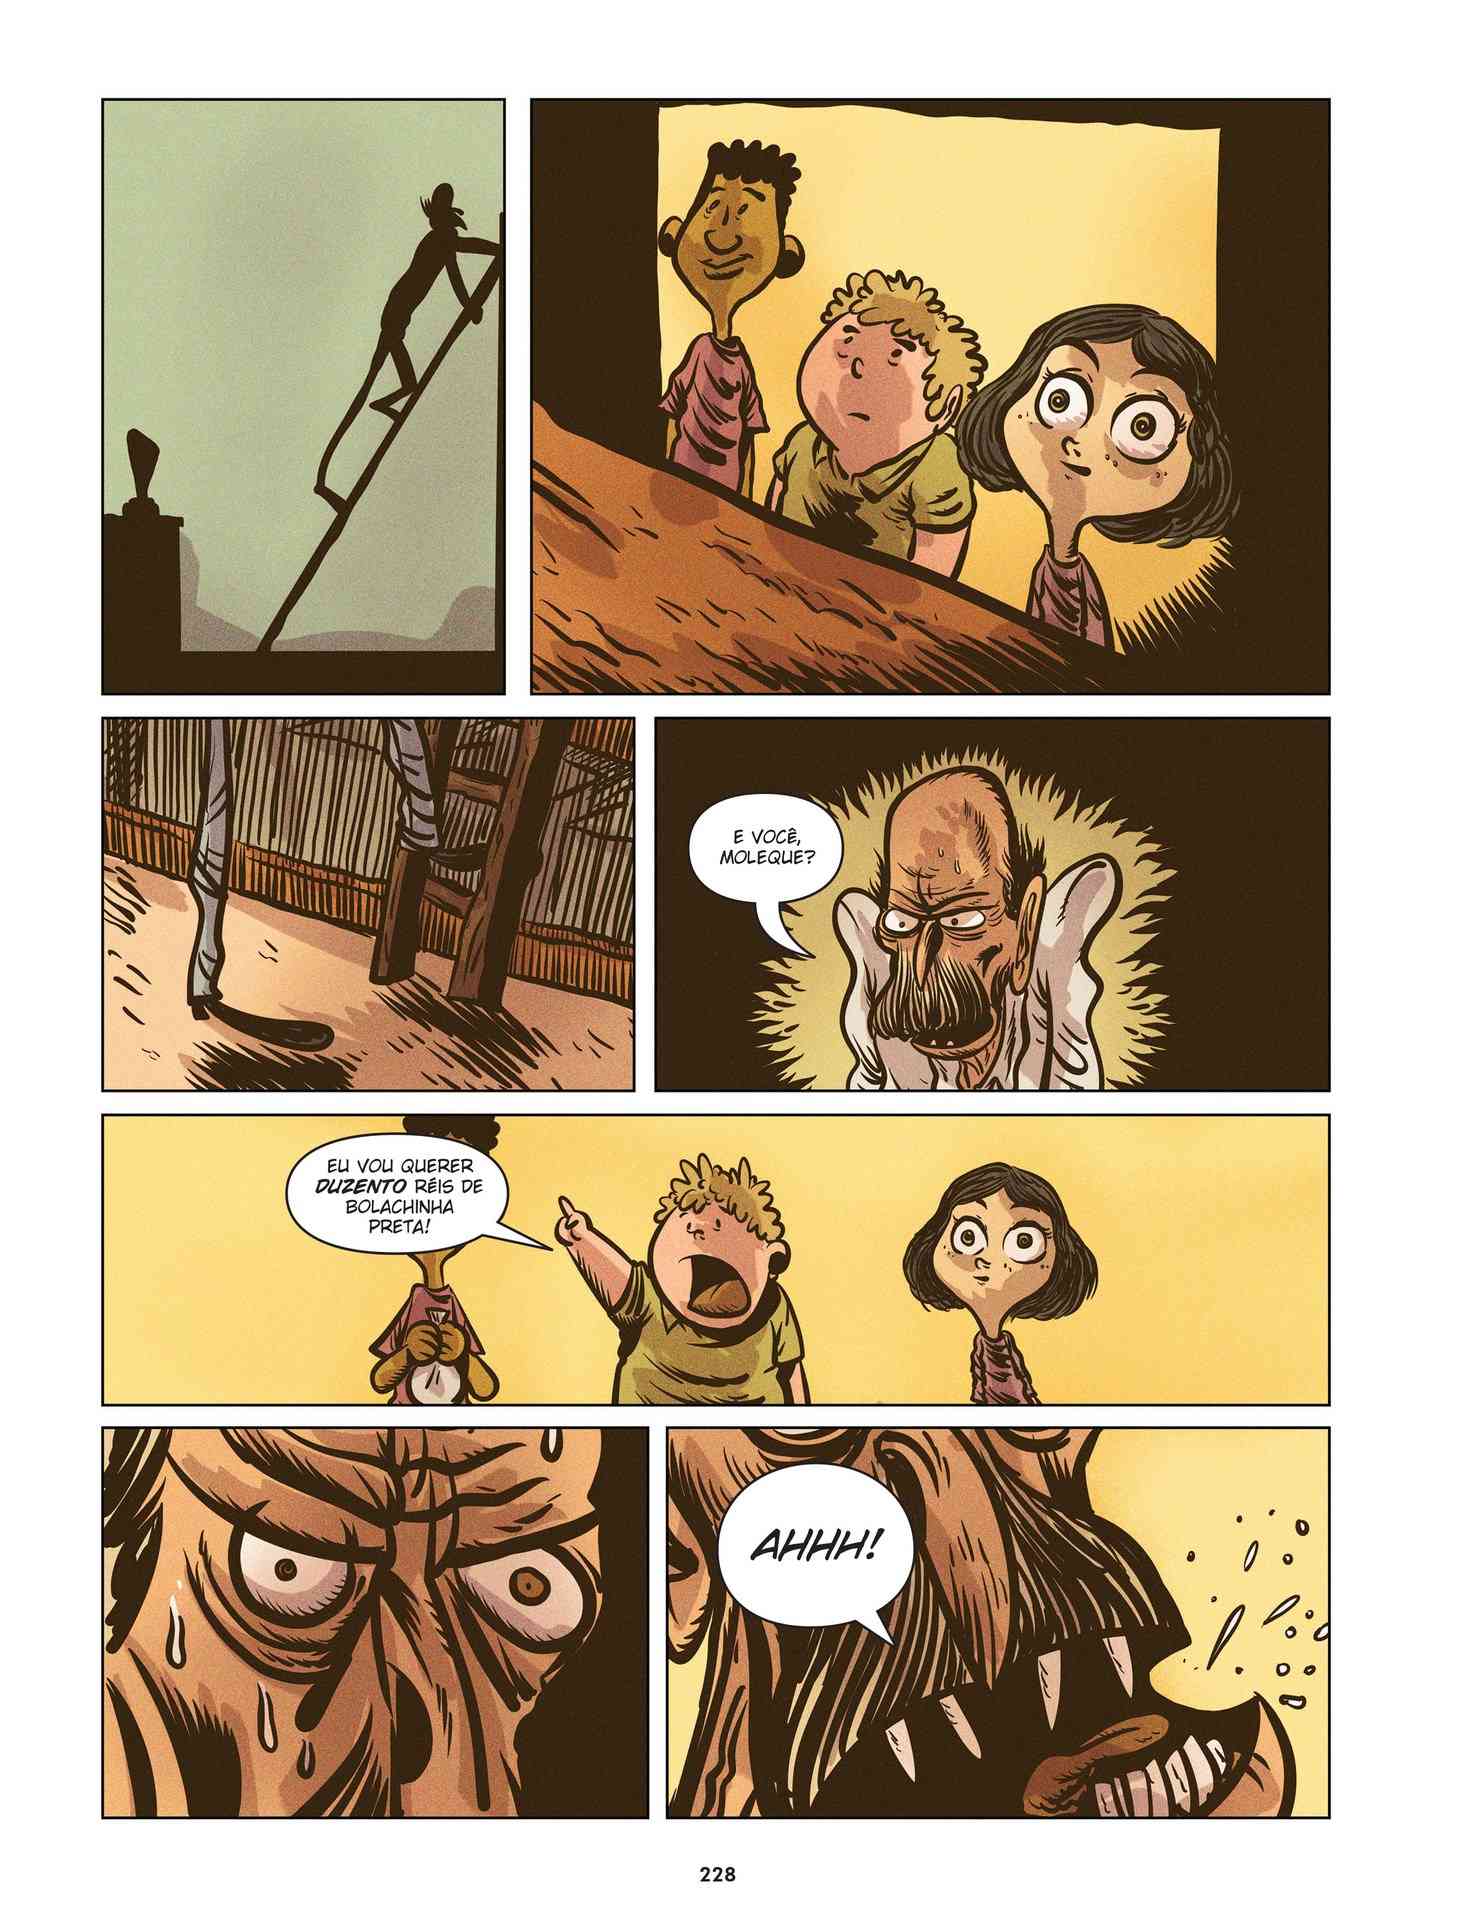 E VOCÊ,
MOLEQUE?
EU VOU QUERER
DUZENTO RÉIS DE
BOLACHINHA
PRETA!
AHHH!
228